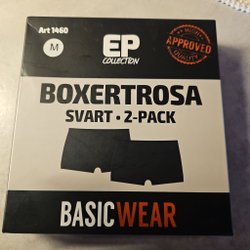 Art 1460
M
EP
COLLECTION
APPROVED
BOXERTROSA
SVART • 2-PACK
BASICWEAR